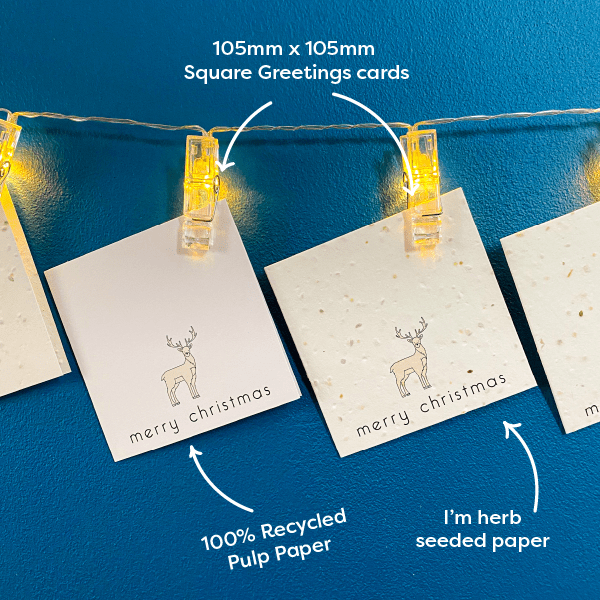 105mm x 105mm
Square Greetings cards
merry christmas
merry christmas
m
100% Recycled
Pulp Paper
I'm herb
seeded paper